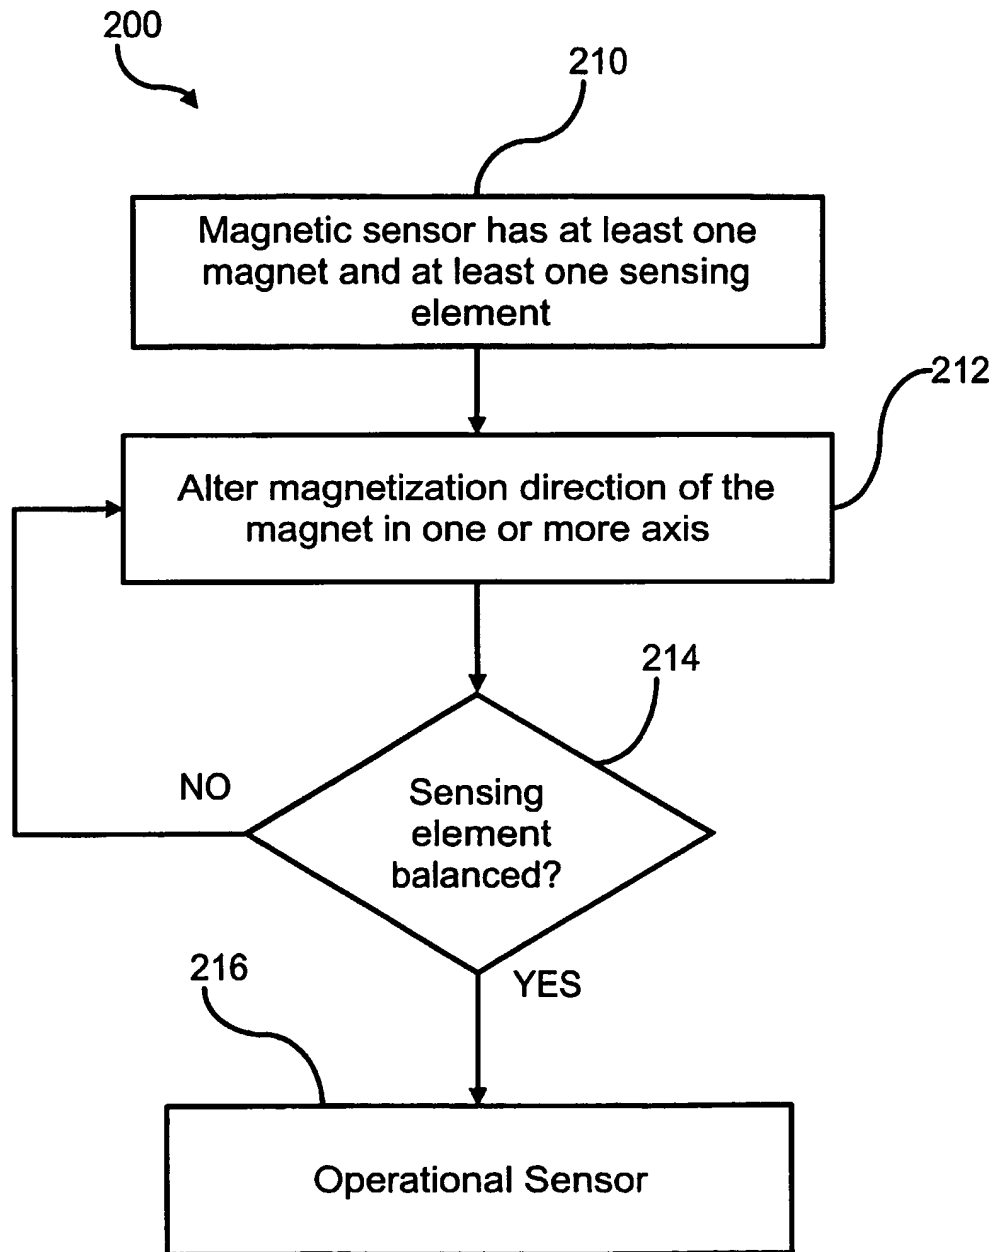 200
210
Magnetic sensor has at least one
magnet and at least one sensing
element
212
Alter magnetization direction of the
magnet in one or more axis
214
NO
Sensing
element
balanced?
216
YES
Operational Sensor